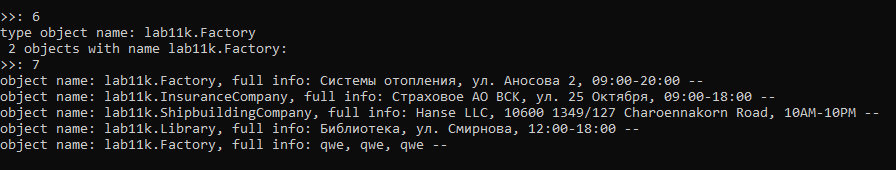 >>: 6
type object name: lab11k.Factory
 2 objects with name lab11k.Factory:
>>: 7
object name: lab11k.Factory, full info: Системы отопления, ул. Аносова 2, 09:00-20:00 --
object name: lab11k.InsuranceCompany, full info: Страховое АО ВСК, ул. 25 Октября, 09:00-18:00 --
object name: lab11k.ShipbuildingCompany, full info: Hanse LLC, 10600 1349/127 Charoennakorn Road, 10AM-10PM --
object name: lab11k.Library, full info: Библиотека, ул. Смирнова, 12:00-18:00 --
object name: lab11k.Factory, full info: qwe, qwe, qwe --